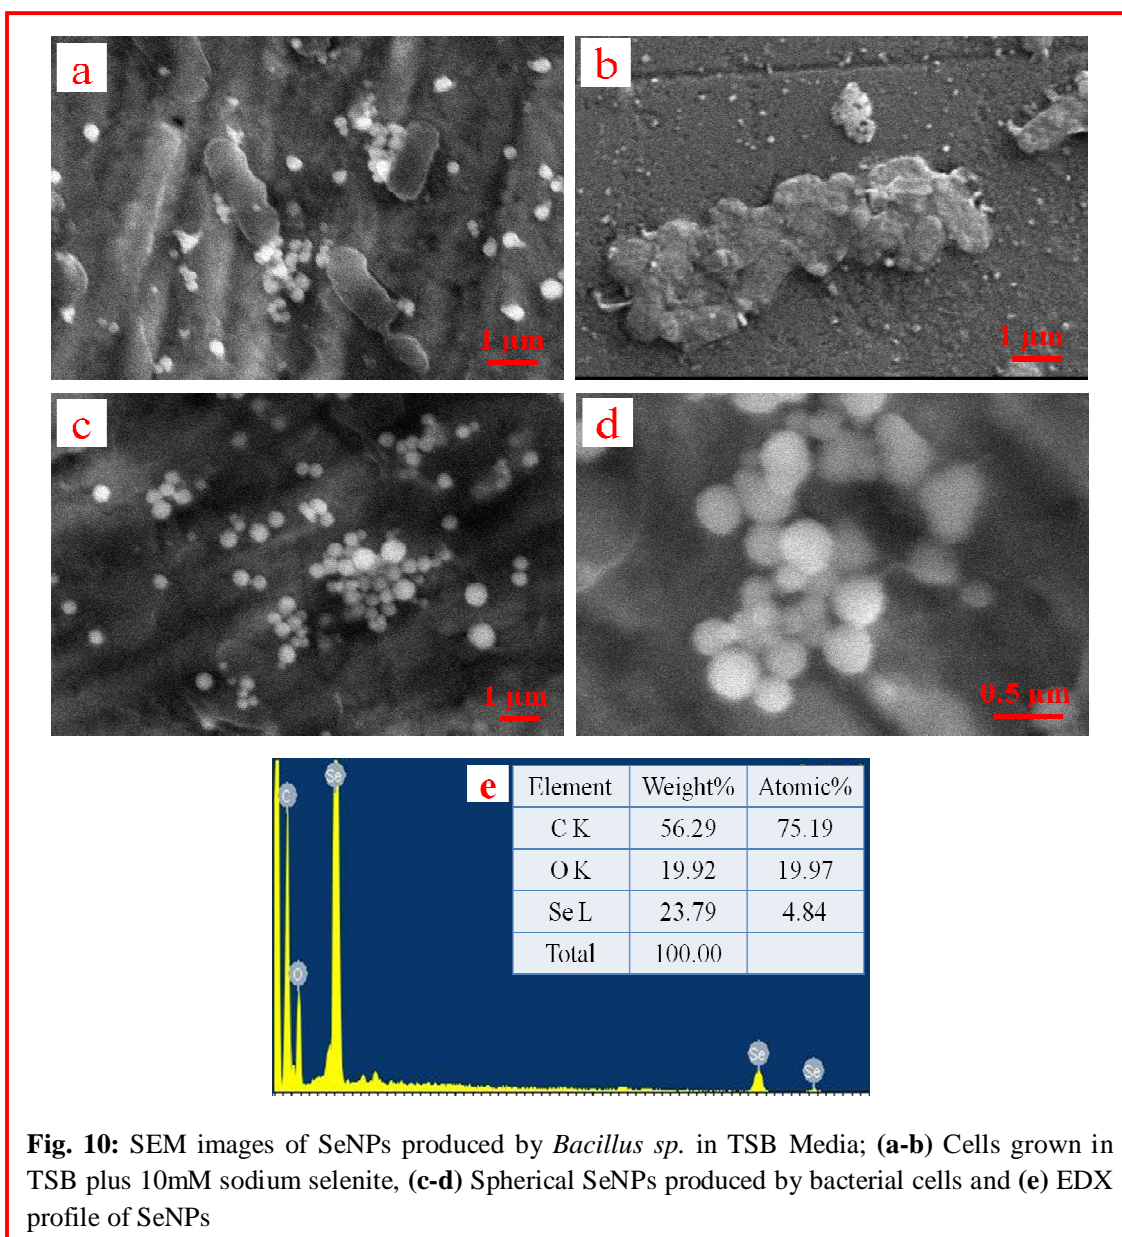 a
1 μm
b
1 μm
c
1 μm
d
0.5 μm
e
C
O
Se
Se
Se
Element Weight% Atomic%
C K 56.29 75.19
O K 19.92 19.97
Se L 23.79 4.84
Total 100.00
Fig. 10: SEM images of SeNPs produced by Bacillus sp. in TSB Media; (a-b) Cells grown in
TSB plus 10mM sodium selenite, (c-d) Spherical SeNPs produced by bacterial cells and (e) EDX
profile of SeNPs